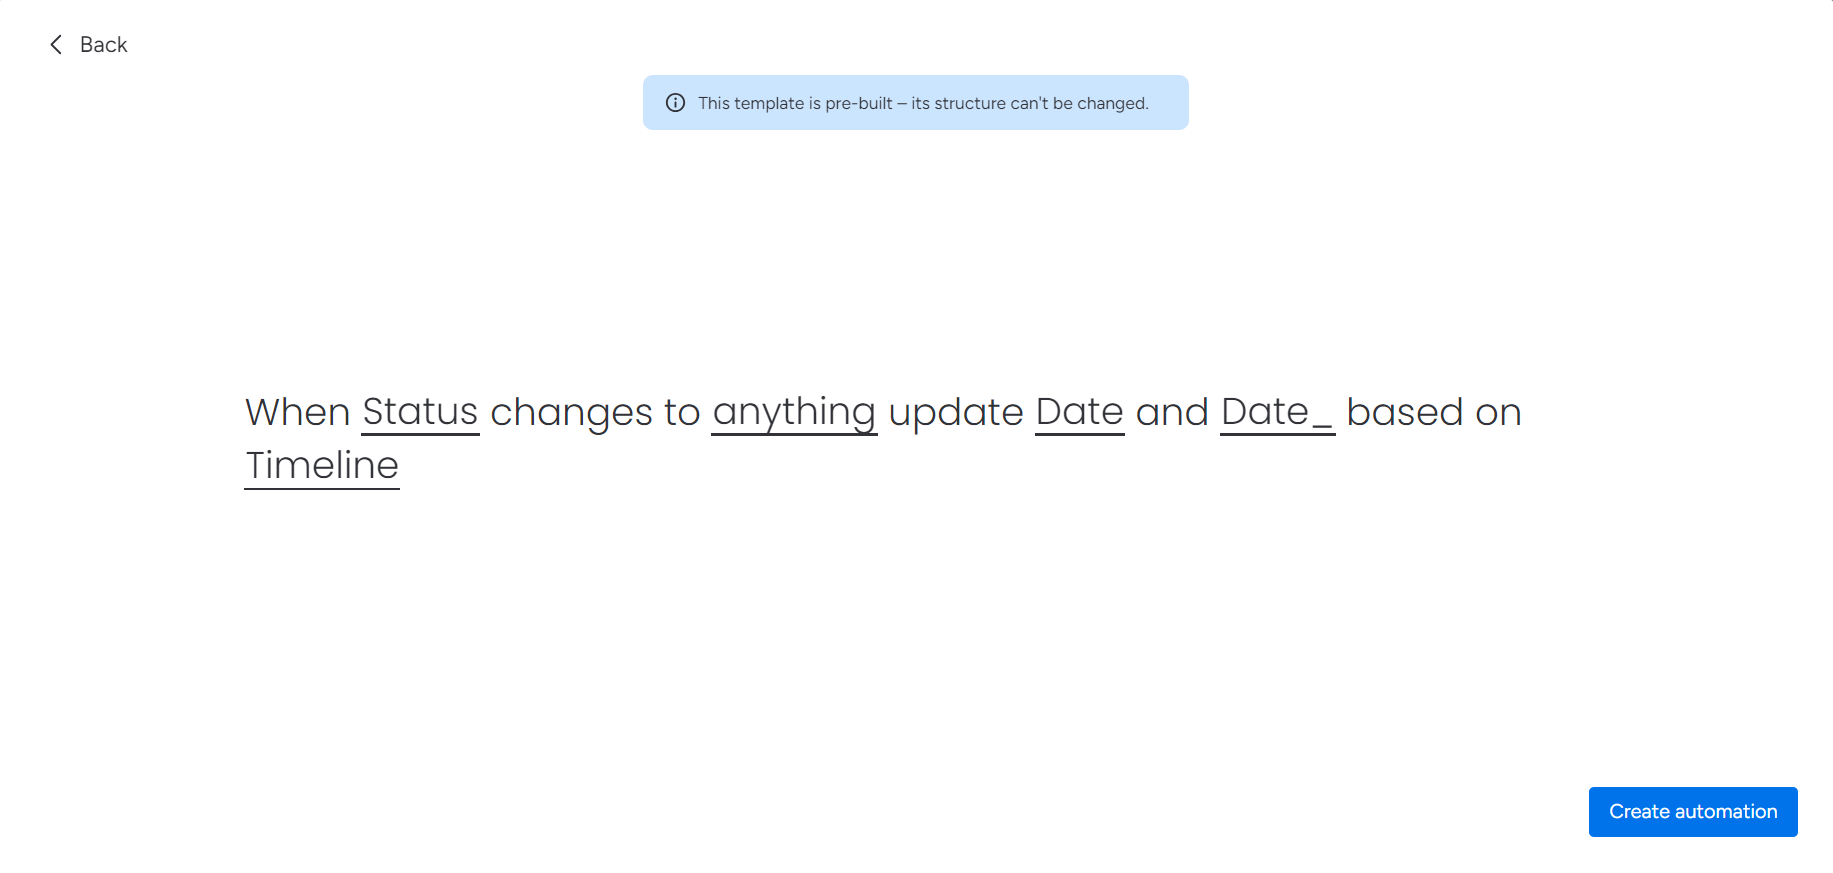 Back
This template is pre-built – its structure can't be changed.
When Status changes to anything update Date and Date_ based on
Timeline
Create automation